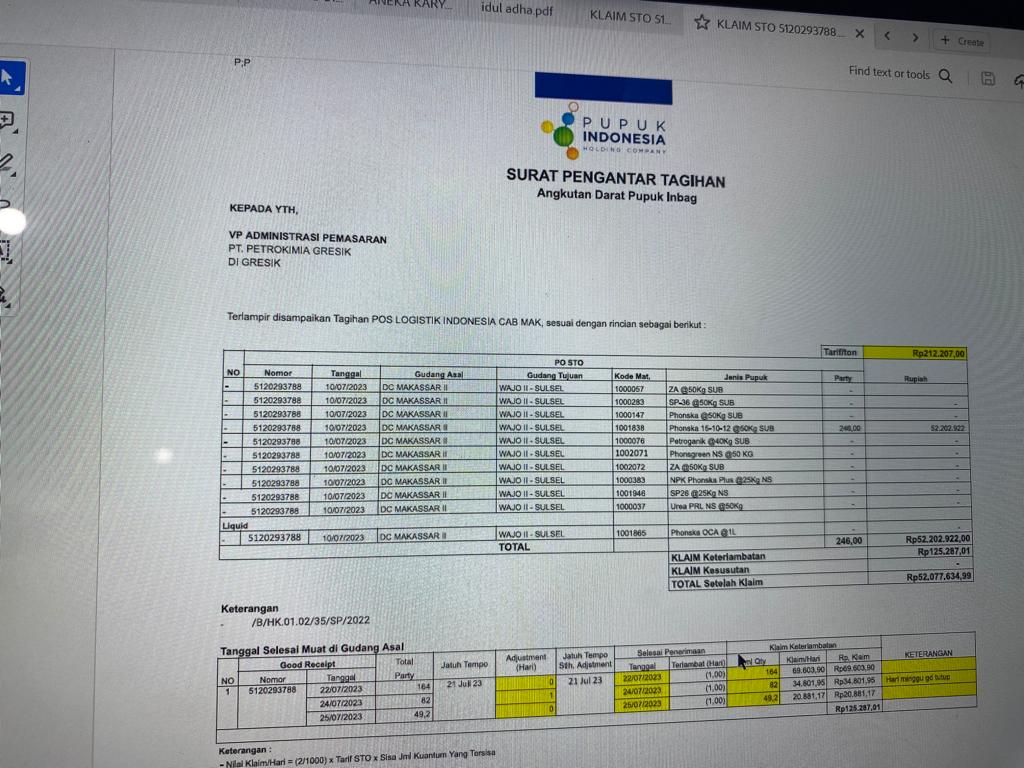 ANEKA KARY...
idul adha.pdf
KLAIM STO 51...
KLAIM STO 5120293788...
+ Create
Find text or tools
P;P
PUPUK
INDONESIA
HOLDING COMPANY
SURAT PENGANTAR TAGIHAN
Angkutan Darat Pupuk Inbag
KEPADA YTH,
VP ADMINISTRASI PEMASARAN
PT. PETROKIMIA GRESIK
DI GRESIK
Terlampir disampaikan Tagihan POS LOGISTIK INDONESIA CAB MAK, sesuai dengan rincian sebagai berikut :
Tarif/ton Rp212.207,00
PO STO
NO Nomor Tanggal Gudang Asal Gudang Tujuan Kode Mat. Jenis Pupuk Party Rupiah
- 5120293788 10/07/2023 DC MAKASSAR II WAJO II - SULSEL 1000057 ZA @50Kg SUB - -
- 5120293788 10/07/2023 DC MAKASSAR II WAJO II - SULSEL 1000283 SP-36 @50Kg SUB - -
- 5120293788 10/07/2023 DC MAKASSAR II WAJO II - SULSEL 1000147 Phonska @50Kg SUB - -
- 5120293788 10/07/2023 DC MAKASSAR II WAJO II - SULSEL 1001838 Phonska 15-10-12 @50Kg SUB 246,00 52.202.922
- 5120293788 10/07/2023 DC MAKASSAR II WAJO II - SULSEL 1000076 Petroganik @40Kg SUB - -
- 5120293788 10/07/2023 DC MAKASSAR II WAJO II - SULSEL 1002071 Phonsgreen NS @50 KG - -
- 5120293788 10/07/2023 DC MAKASSAR II WAJO II - SULSEL 1002072 ZA @50Kg SUB - -
- 5120293788 10/07/2023 DC MAKASSAR II WAJO II - SULSEL 1000383 NPK Phonska Plus @25Kg NS - -
- 5120293788 10/07/2023 DC MAKASSAR II WAJO II - SULSEL 1001946 SP26 @25Kg NS - -
- 5120293788 10/07/2023 DC MAKASSAR II WAJO II - SULSEL 1000037 Urea PRL NS @50Kg - -
Liquid
- 5120293788 10/07/2023 DC MAKASSAR II WAJO II - SULSEL 1001865 Phonska OCA @1L - -
TOTAL 246,00 Rp52.202.922,00
KLAIM Keterlambatan Rp125.287,01
KLAIM Kesusutan -
TOTAL Setelah Klaim Rp52.077.634,99
Keterangan
- /B/HK.01.02/35/SP/2022
Tanggal Selesai Muat di Gudang Asal
NO Good Receipt Total Party Jatuh Tempo Adjustment (Hari) Jatuh Tempo Stlh. Adjstment Selesai Penerimaan Klaim Keterlambatan KETERANGAN
Nomor Tanggal Tanggal Terlambat (Hari) Jml Qty Klaim/Hari Rp. Klaim
1 5120293788 22/07/2023 164 21 Juli 23 0 21 Jul 23 22/07/2023 (1,00) 164 69.603,90 Rp69.603,90
24/07/2023 82 1 24/07/2023 (1,00) 82 34.801,95 Rp34.801,95 Hari minggu gd tutup
25/07/2023 49,2 0 25/07/2023 (1,00) 49,2 20.881,17 Rp20.881,17
Rp125.287,01
Keterangan :
- Nilai Klaim/Hari = (2/1000) x Tarif STO x Sisa Jml Kuantum Yang Tersisa